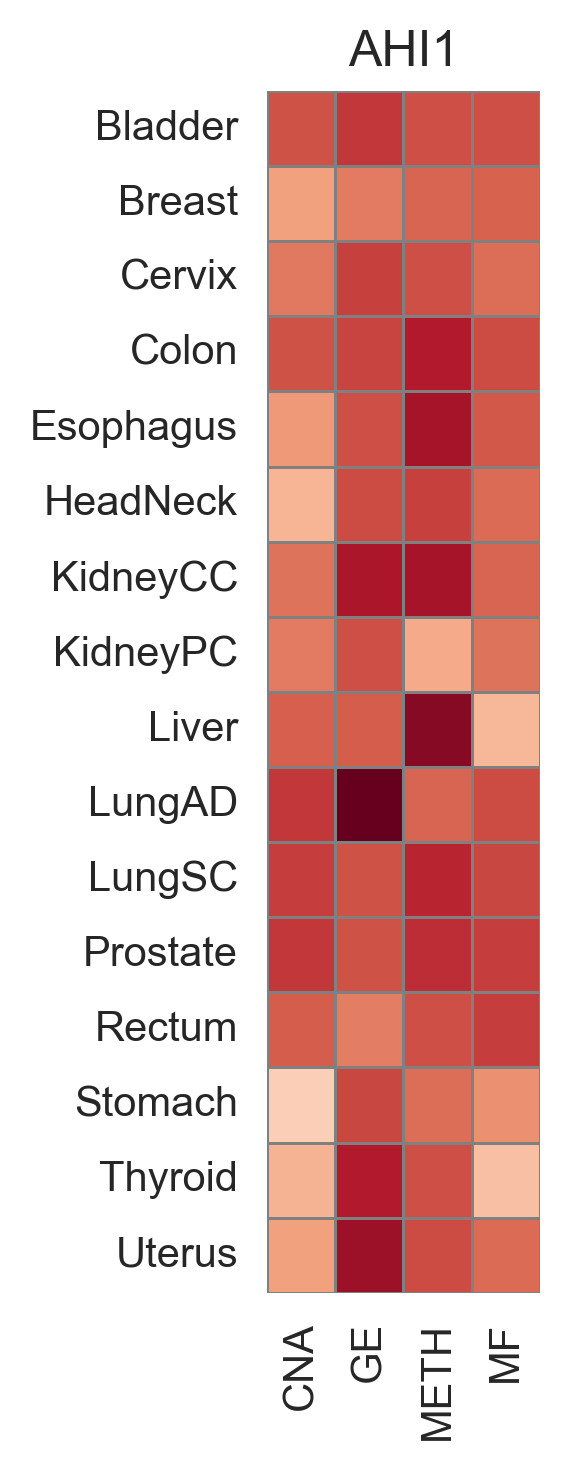 AHI1
Bladder
Breast
Cervix
Colon
Esophagus
HeadNeck
KidneyCC
KidneyPC
Liver
LungAD
LungSC
Prostate
Rectum
Stomach
Thyroid
Uterus
CNA
GE
METH
MF